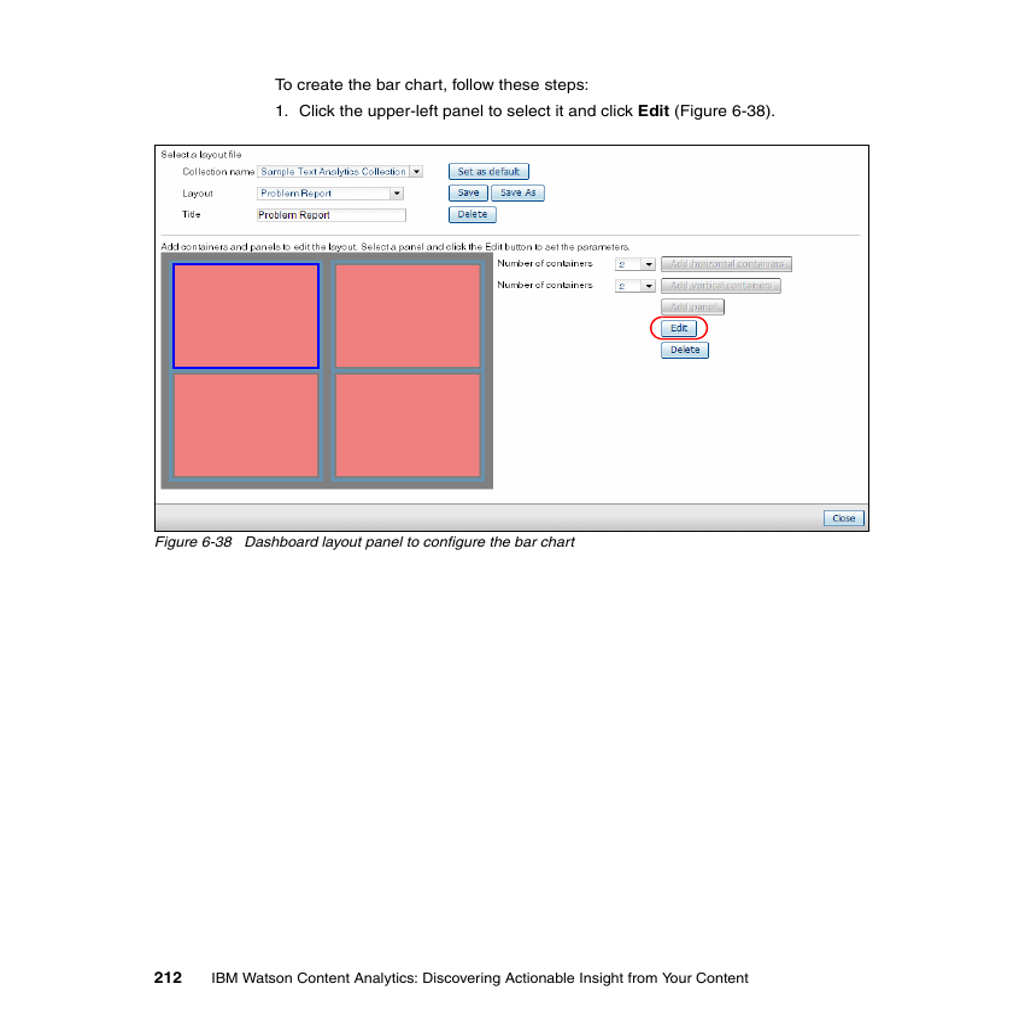 To create the bar chart, follow these steps:
1. Click the upper-left panel to select it and click Edit (Figure 6-38).
Select a layout file
Collection name Sample Text Analytics Collection Set as default
Layout Problem Report Save Save As
Title Problem Report Delete
Add containers and panels to edit the layout. Select a panel and click the Edit button to set the parameters.
Number of containers 2 Add horizontal containers
Number of containers 2 Add vertical containers
Add panel
Edit
Delete
Close
Figure 6-38 Dashboard layout panel to configure the bar chart
212 IBM Watson Content Analytics: Discovering Actionable Insight from Your Content